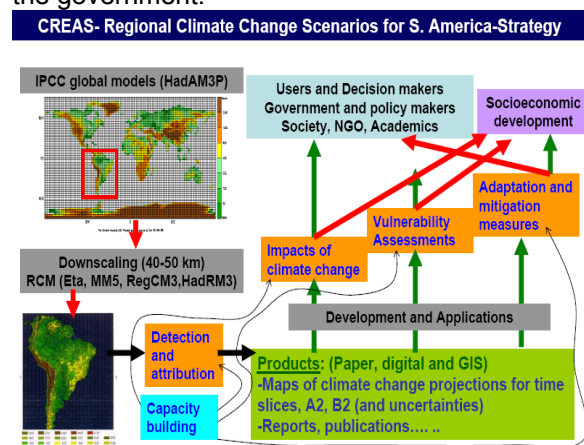 the government.
CREAS- Regional Climate Change Scenarios for S. America-Strategy
IPCC global models (HadAM3P)
Users and Decision makers
Government and policy makers
Society, NGO, Academics
Socioeconomic
development
Adaptation and
mitigation
measures
Vulnerability
Assessments
Impacts of
climate change
Downscaling (40-50 km)
RCM (Eta, MM5, RegCM3,HadRM3)
Development and Applications
Detection
and
attribution
Products: (Paper, digital and GIS)
-Maps of climate change projections for time
slices, A2, B2 (and uncertainties)
-Reports, publications….. ..
Capacity
building